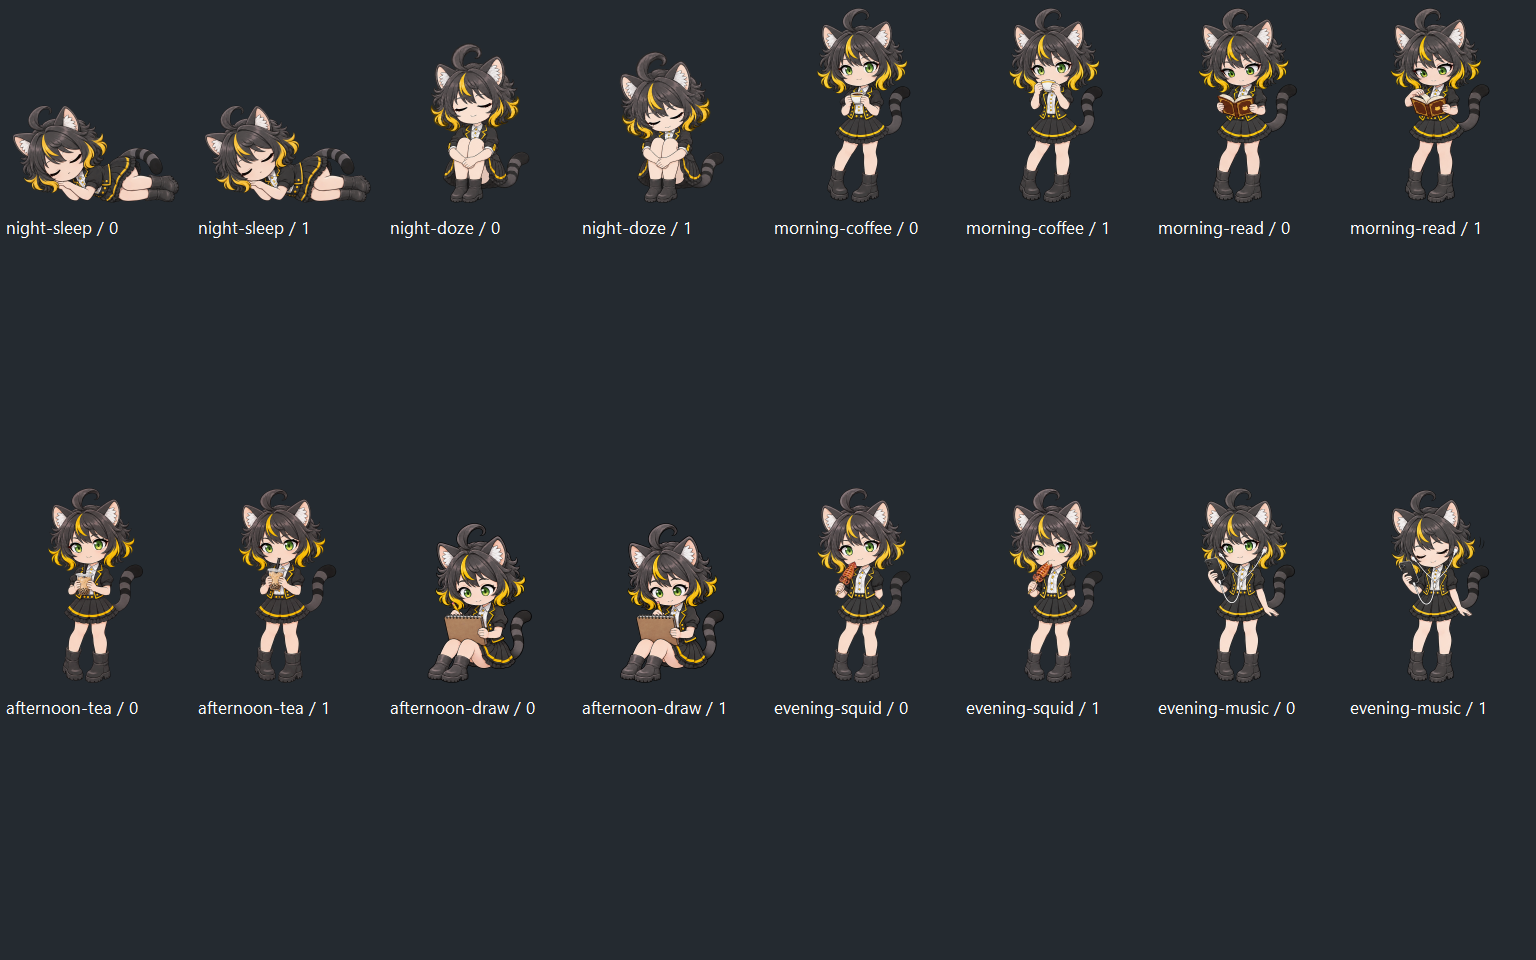 night-sleep / 0
night-sleep / 1
night-doze / 0
night-doze / 1
morning-coffee / 0
morning-coffee / 1
morning-read / 0
morning-read / 1
afternoon-tea / 0
afternoon-tea / 1
afternoon-draw / 0
afternoon-draw / 1
evening-squid / 0
evening-squid / 1
evening-music / 0
evening-music / 1